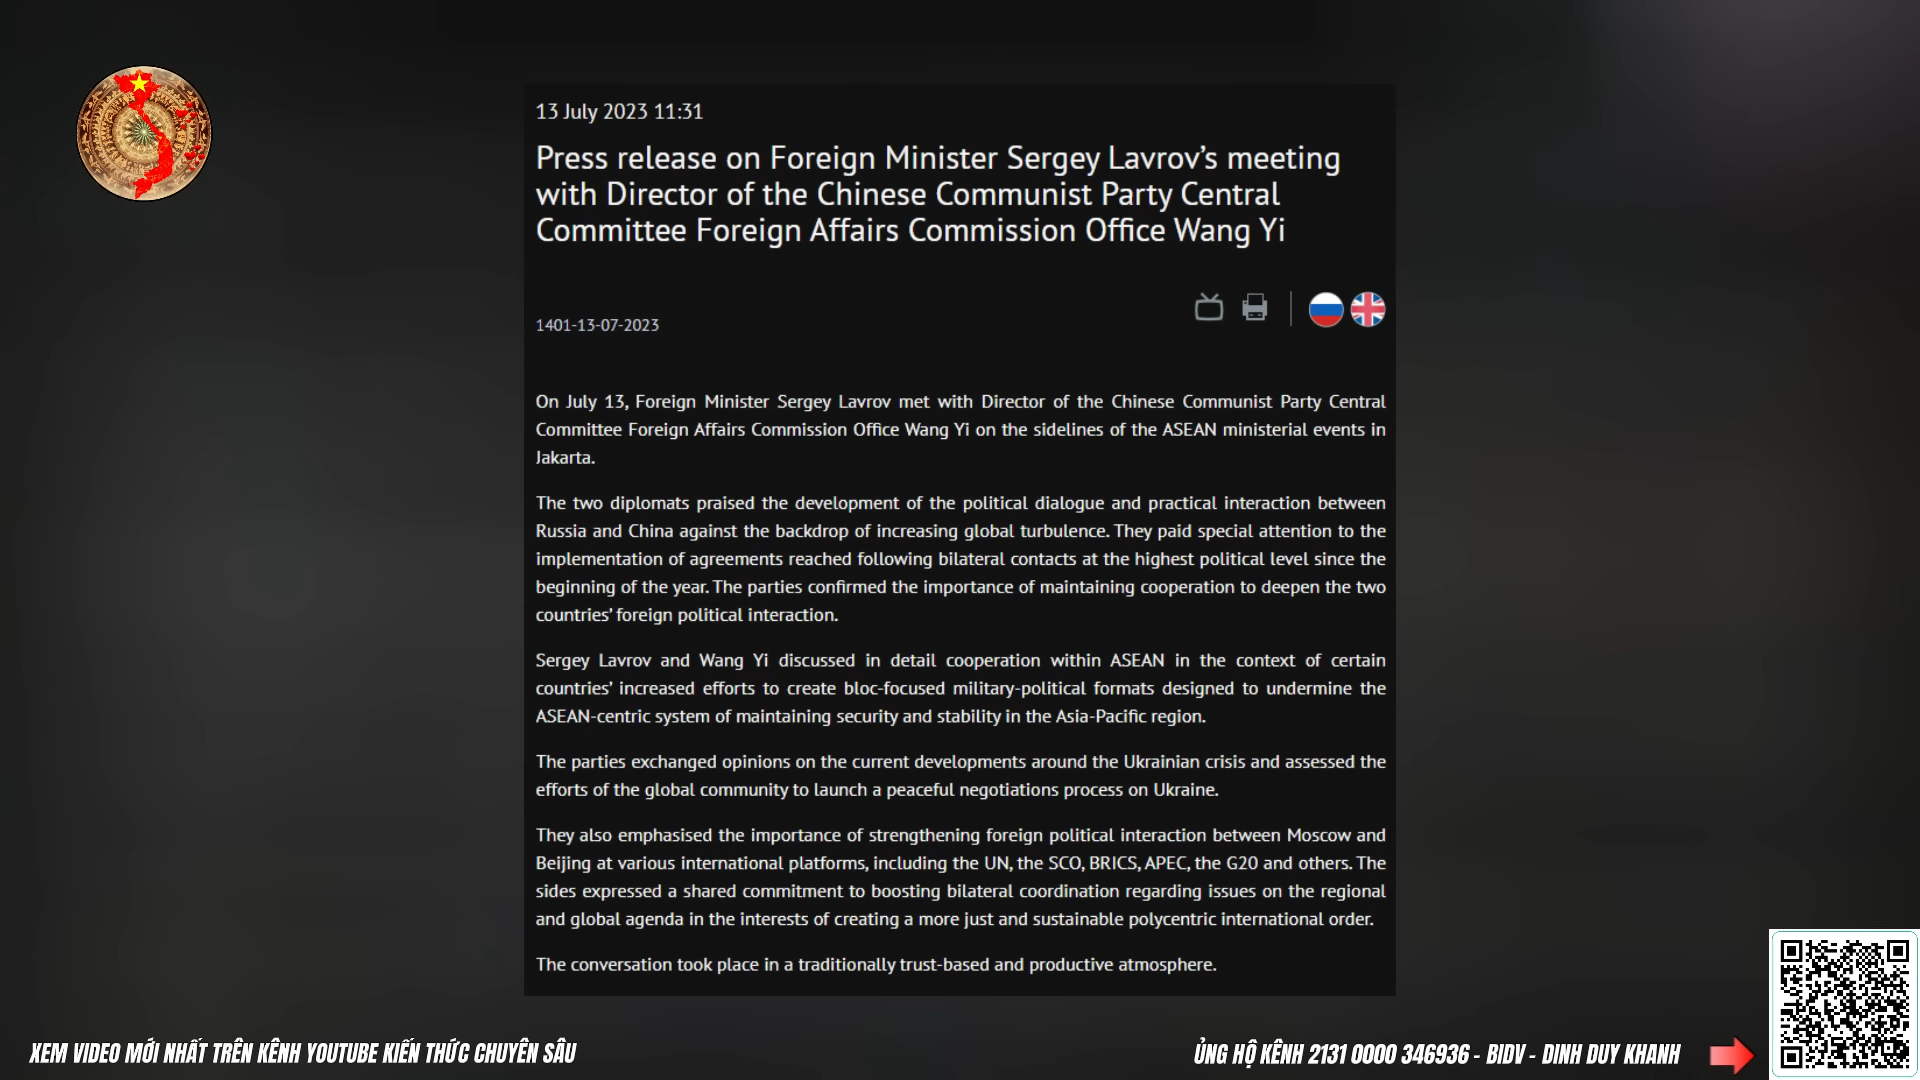 13 July 2023 11:31
Press release on Foreign Minister Sergey Lavrov’s meeting
with Director of the Chinese Communist Party Central
Committee Foreign Affairs Commission Office Wang Yi
1401-13-07-2023
On July 13, Foreign Minister Sergey Lavrov met with Director of the Chinese Communist Party Central
Committee Foreign Affairs Commission Office Wang Yi on the sidelines of the ASEAN ministerial events in
Jakarta.
The two diplomats praised the development of the political dialogue and practical interaction between
Russia and China against the backdrop of increasing global turbulence. They paid special attention to the
implementation of agreements reached following bilateral contacts at the highest political level since the
beginning of the year. The parties confirmed the importance of maintaining cooperation to deepen the two
countries’ foreign political interaction.
Sergey Lavrov and Wang Yi discussed in detail cooperation within ASEAN in the context of certain
countries’ increased efforts to create bloc-focused military-political formats designed to undermine the
ASEAN-centric system of maintaining security and stability in the Asia-Pacific region.
The parties exchanged opinions on the current developments around the Ukrainian crisis and assessed the
efforts of the global community to launch a peaceful negotiations process on Ukraine.
They also emphasised the importance of strengthening foreign political interaction between Moscow and
Beijing at various international platforms, including the UN, the SCO, BRICS, APEC, the G20 and others. The
sides expressed a shared commitment to boosting bilateral coordination regarding issues on the regional
and global agenda in the interests of creating a more just and sustainable polycentric international order.
The conversation took place in a traditionally trust-based and productive atmosphere.
XEM VIDEO MỚI NHẤT TRÊN KÊNH YOUTUBE KIẾN THỨC CHUYÊN SÂU
ỦNG HỘ KÊNH 2131 0000 346936 - BIDV - DINH DUY KHANH